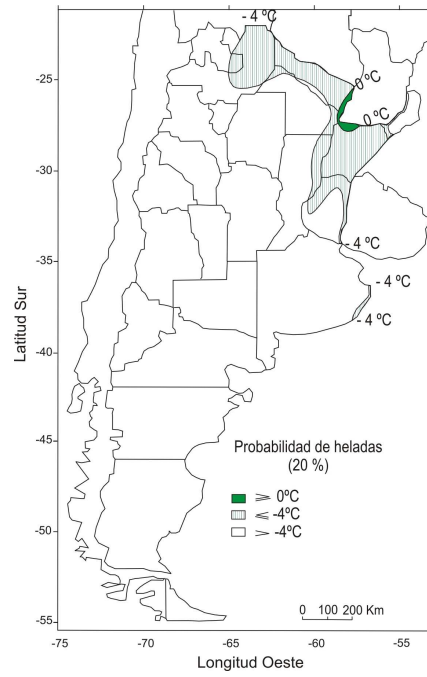 - 4 ºC
0 ºC
0 ºC
- 4 ºC
- 4 ºC
- 4 ºC
-25
-30
-35
-40
-45
-50
-55
Latitud Sur
Probabilidad de heladas
(20 %)
≥ 0ºC
≤ -4ºC
> -4ºC
0 100 200 Km
-75 -70 -65 -60 -55
Longitud Oeste